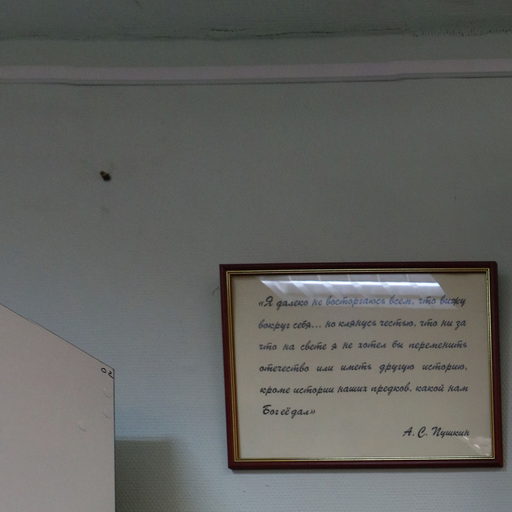 «Я далеко не восторгаюсь всем, что вижу
вокруг себя... но клянусь честью, что ни за
что на свете я не хотел бы переменить
отечество или иметь другую историю,
кроме истории наших предков, какой нам
Бог её дал»
А. С. Пушкин